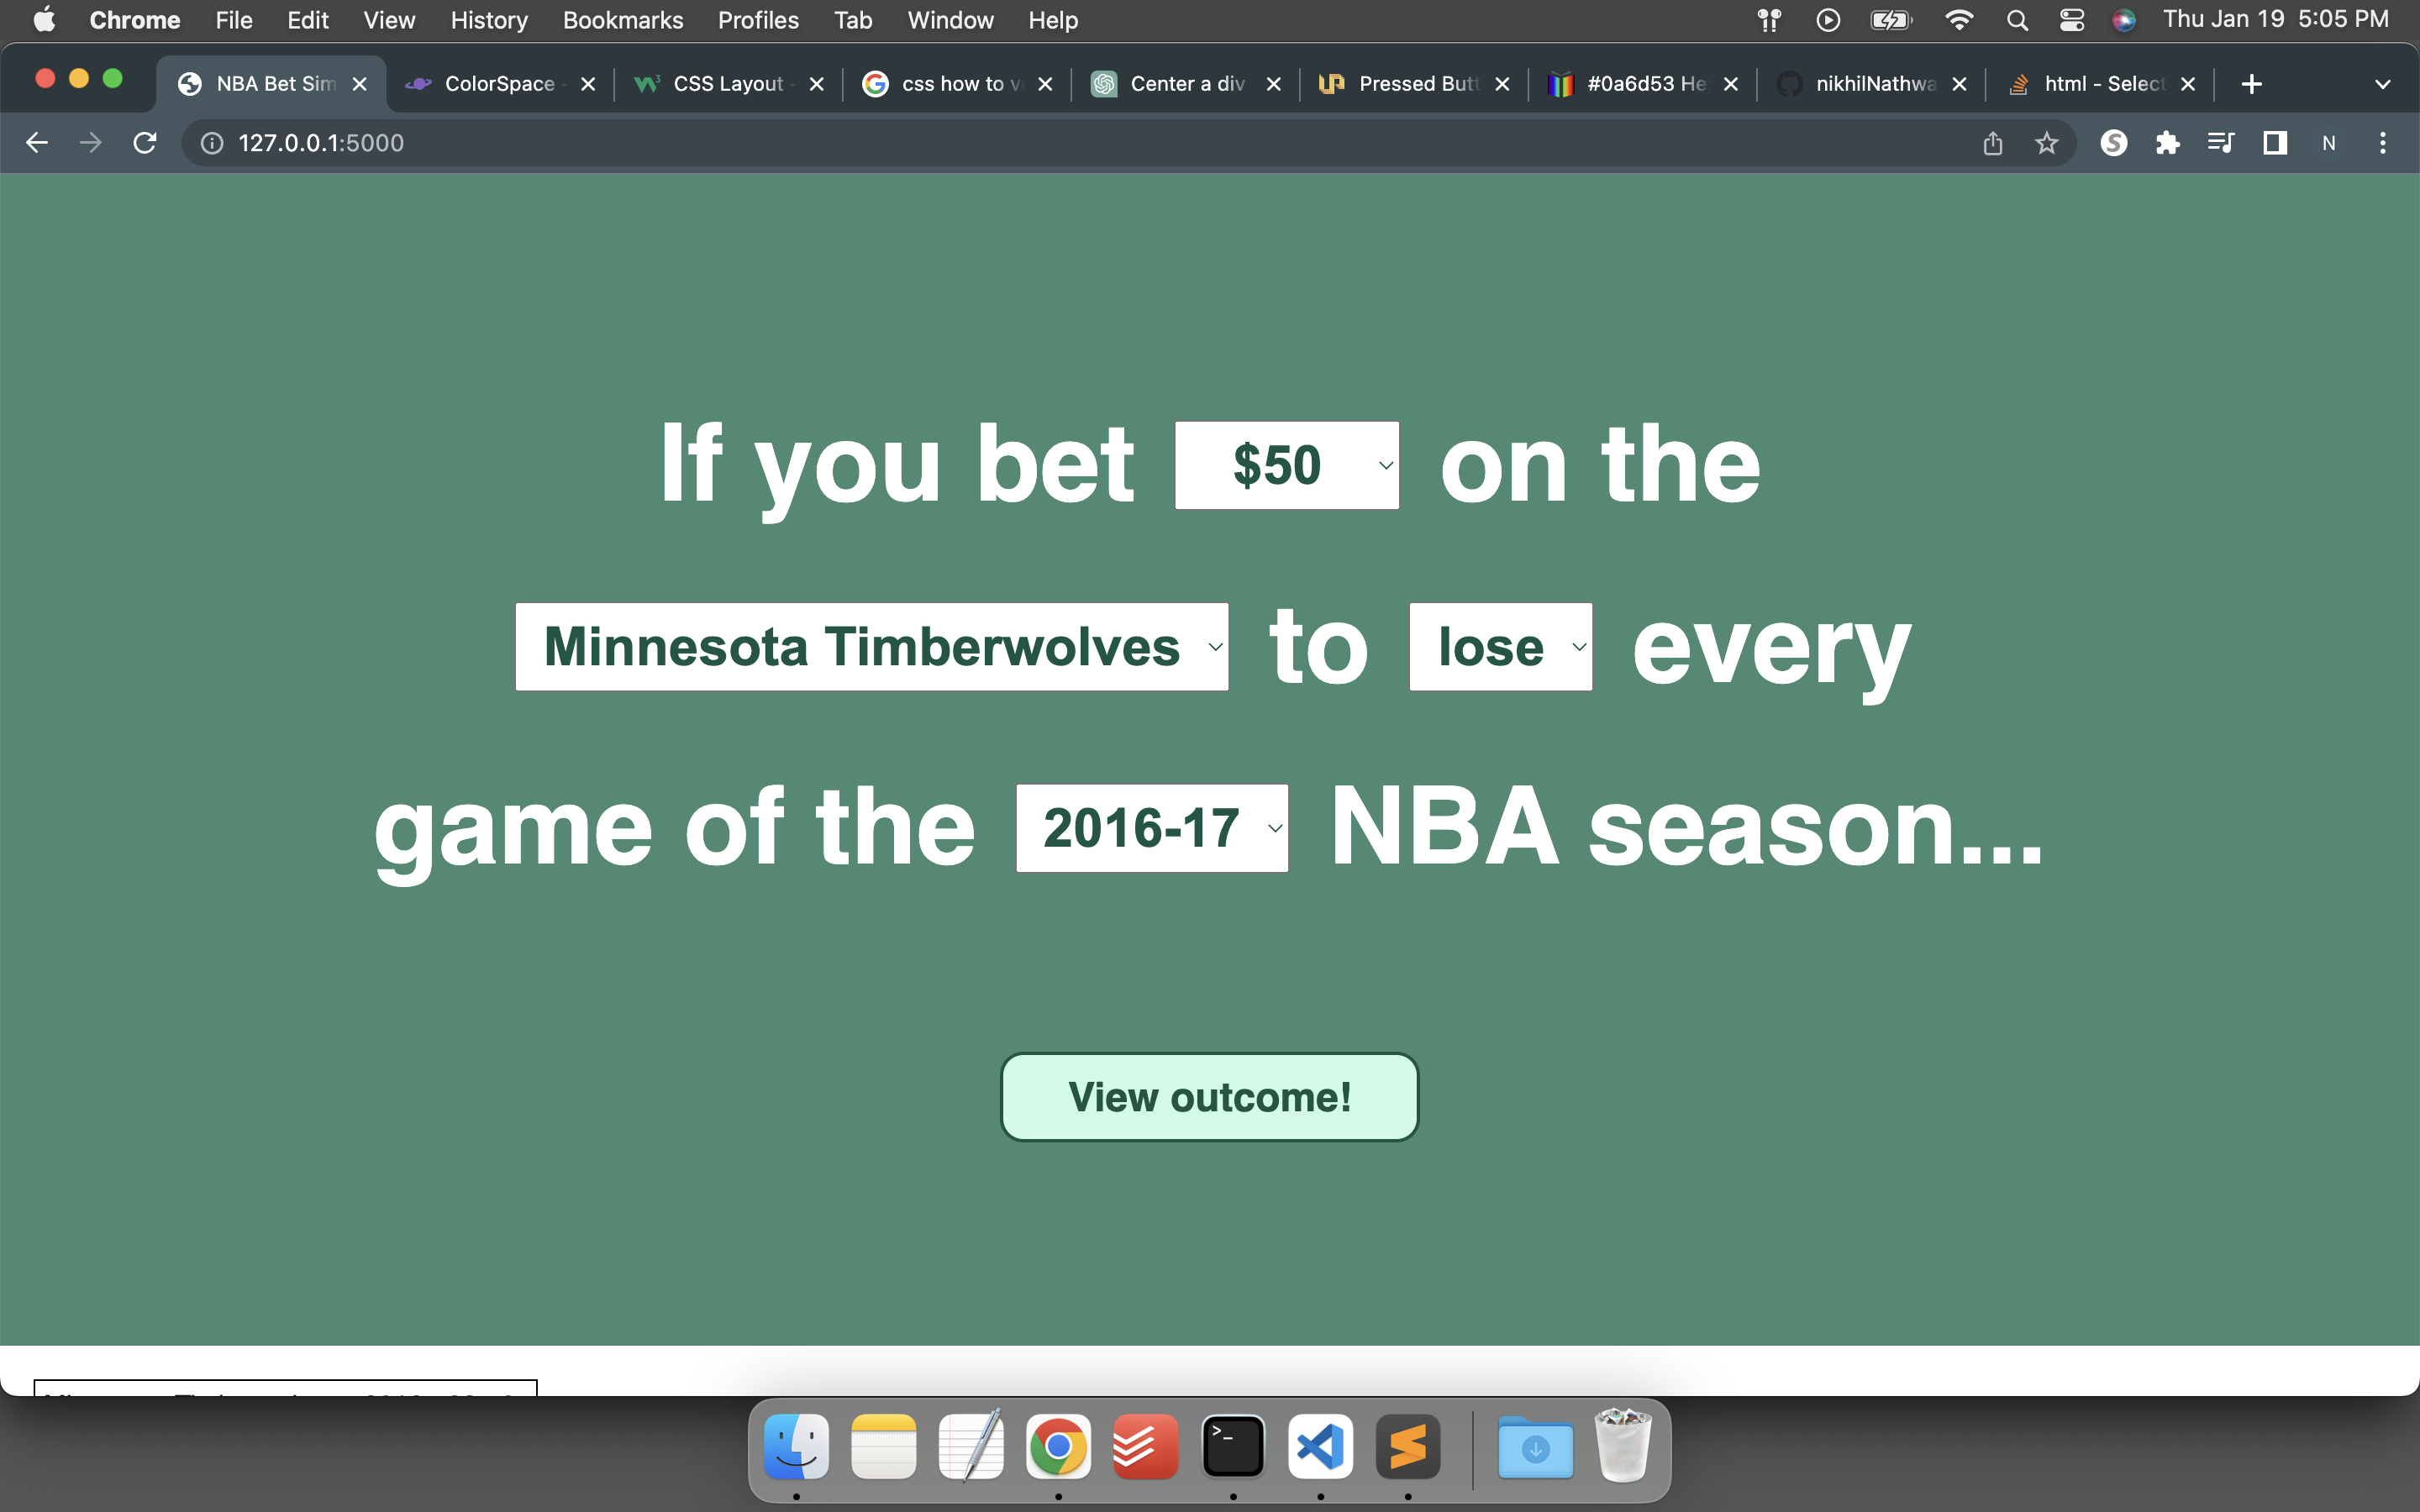 Chrome File Edit View History Bookmarks Profiles Tab Window Help Thu Jan 19 5:05 PM
NBA Bet Sim ColorSpace - CSS Layout - css how to v Center a div Pressed Butt #0a6d53 He nikhilNathwa html - Select
127.0.0.1:5000 N
If you bet $50 on the
Minnesota Timberwolves to lose every
game of the 2016-17 NBA season...
View outcome!